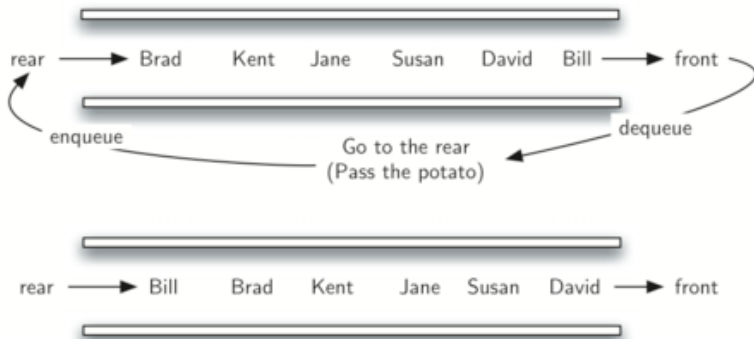 rear Brad Kent Jane Susan David Bill front
enqueue
dequeue
Go to the rear
(Pass the potato)
rear Bill Brad Kent Jane Susan David front